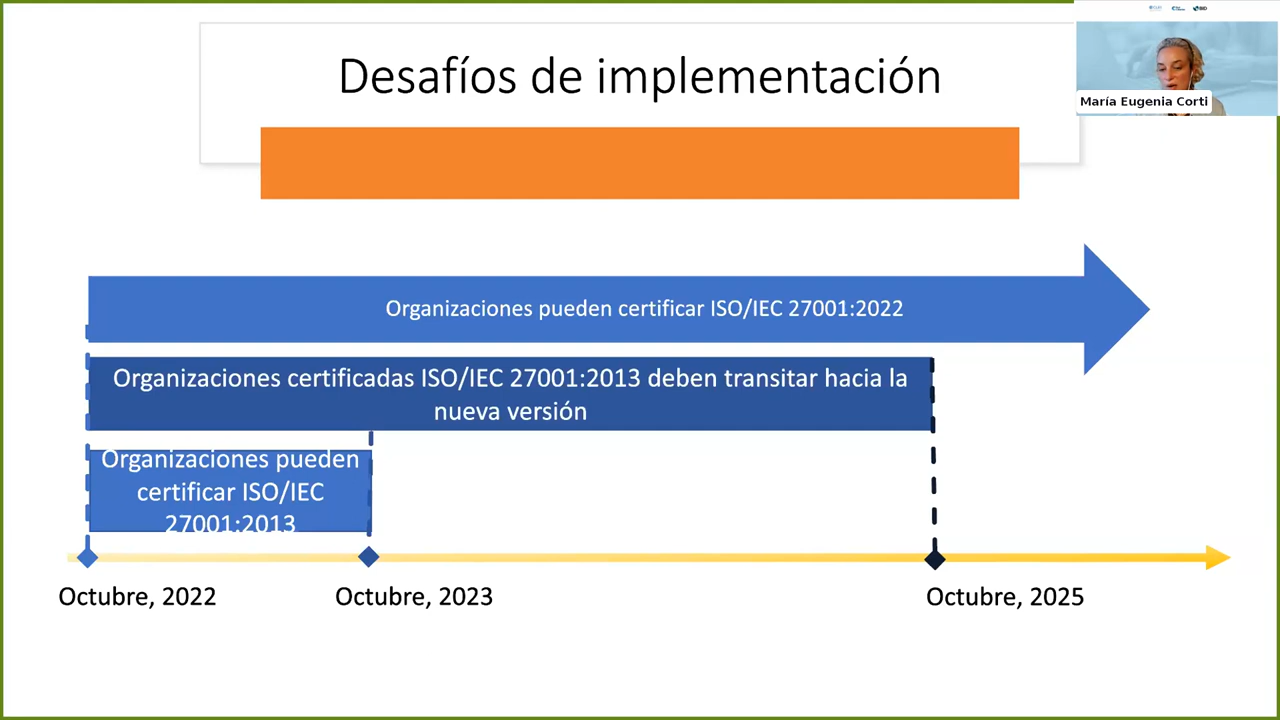 Desafíos de implementación
BID
María Eugenia Corti
Organizaciones pueden certificar ISO/IEC 27001:2022
Organizaciones certificadas ISO/IEC 27001:2013 deben transitar hacia la
nueva versión
Organizaciones pueden
certificar ISO/IEC
27001:2013
Octubre, 2022
Octubre, 2023
Octubre, 2025